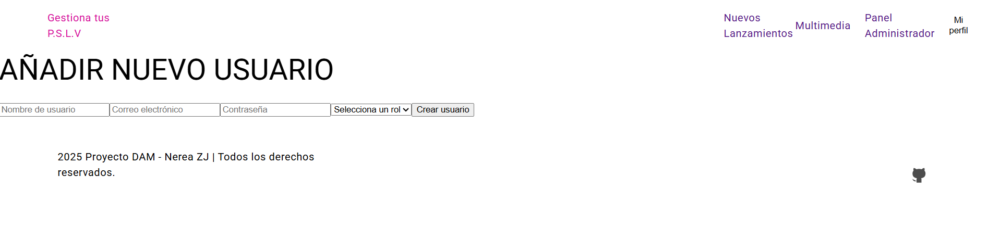 Gestiona tus
P.S.L.V
Nuevos
Lanzamientos
Multimedia
Panel
Administrador
Mi
perfil
AÑADIR NUEVO USUARIO
Nombre de usuario
Correo electrónico
Contraseña
Selecciona un rol
Crear usuario
2025 Proyecto DAM - Nerea ZJ | Todos los derechos
reservados.